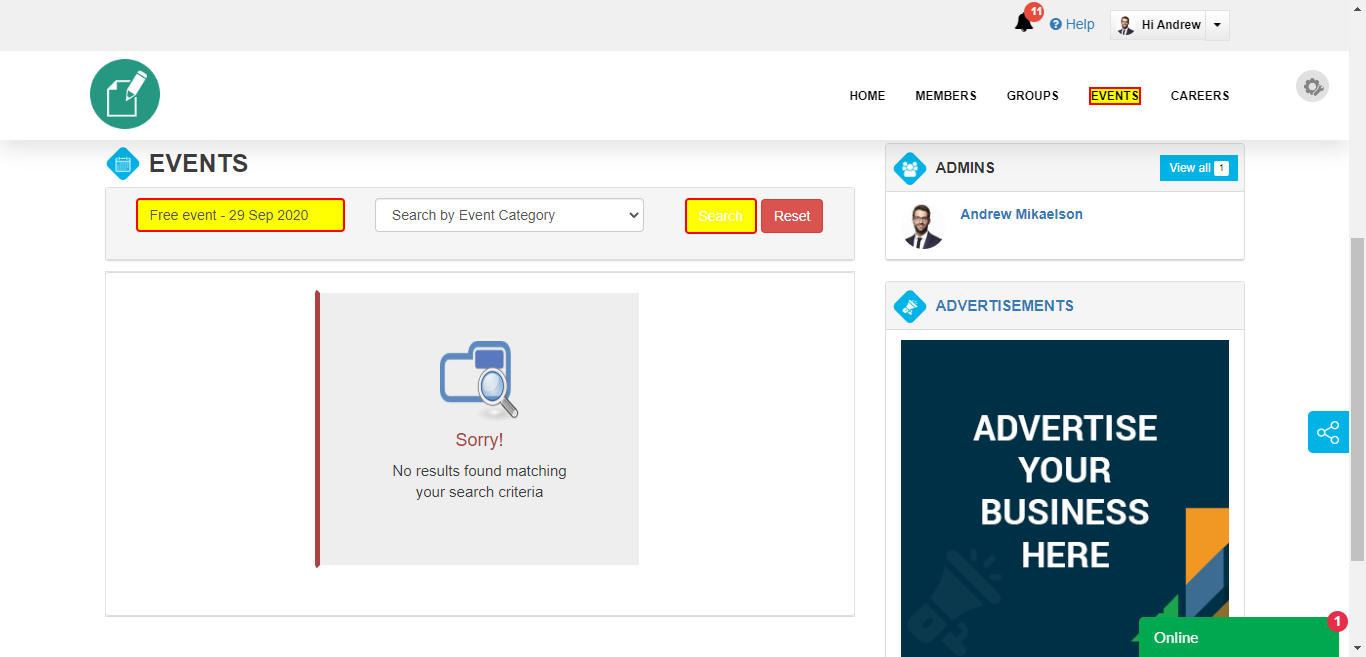 11
Help
Hi Andrew
HOME
MEMBERS
GROUPS
EVENTS
CAREERS
EVENTS
Free event - 29 Sep 2020
Search by Event Category
Search
Reset
Sorry!
No results found matching
your search criteria
ADMINS
View all 1
Andrew Mikaelson
ADVERTISEMENTS
ADVERTISE
YOUR
BUSINESS
HERE
Online
1